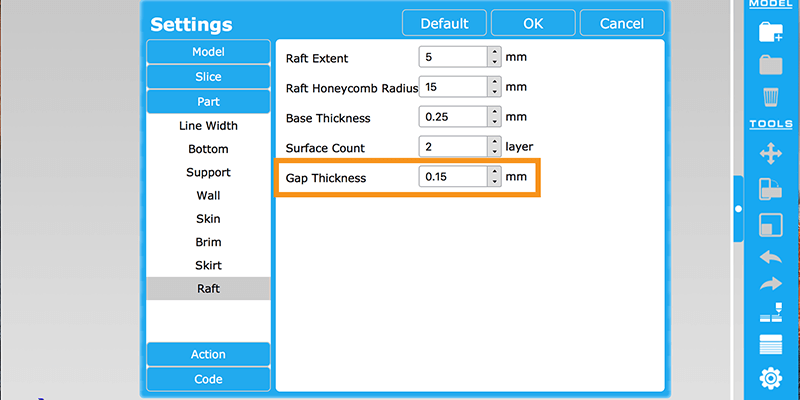 Settings
Default
OK
Cancel
MODEL
Model
Slice
Part
Line Width
Bottom
Support
Wall
Skin
Brim
Skirt
Raft
Action
Code
Raft Extent 5 mm
Raft Honeycomb Radius 15 mm
Base Thickness 0.25 mm
Surface Count 2 layer
Gap Thickness 0.15 mm
TOOLS